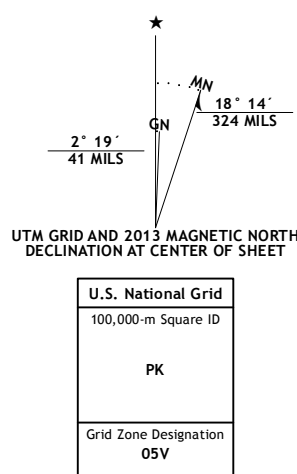 ★
MN
GN
18° 14´
324 MILS
2° 19´
41 MILS
UTM GRID AND 2013 MAGNETIC NORTH
DECLINATION AT CENTER OF SHEET
U.S. National Grid
100,000-m Square ID
PK
Grid Zone Designation
05V